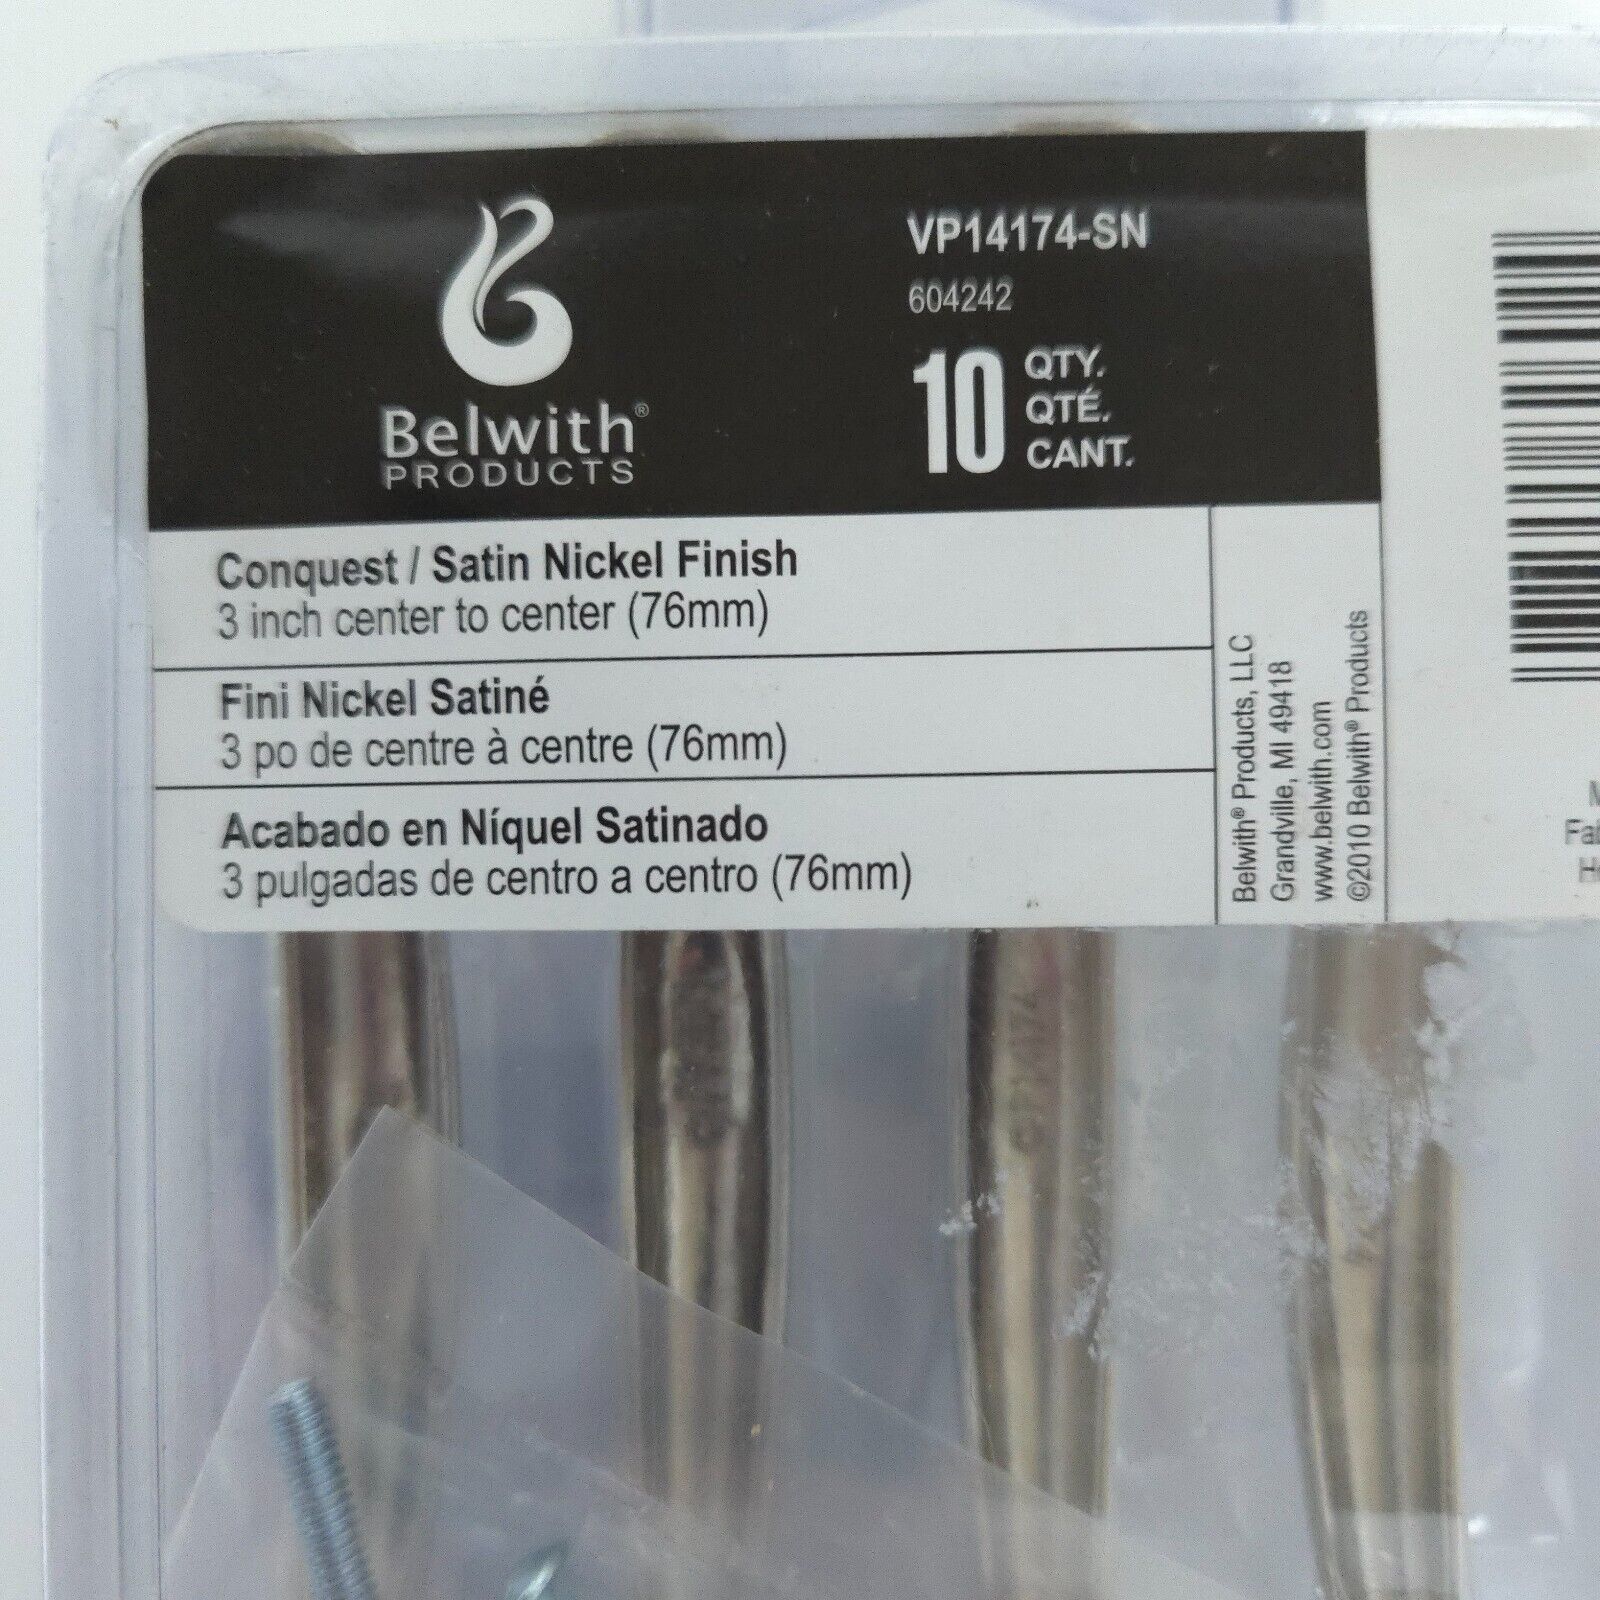 Belwith®
PRODUCTS
VP14174-SN
604242
10 QTY.
QTÉ.
CANT.
Conquest / Satin Nickel Finish
3 inch center to center (76mm)
Fini Nickel Satiné
3 po de centre à centre (76mm)
Acabado en Níquel Satinado
3 pulgadas de centro a centro (76mm)
Belwith® Products, LLC
Grandville, MI 49418
www.belwith.com
©2010 Belwith® Products
P14174